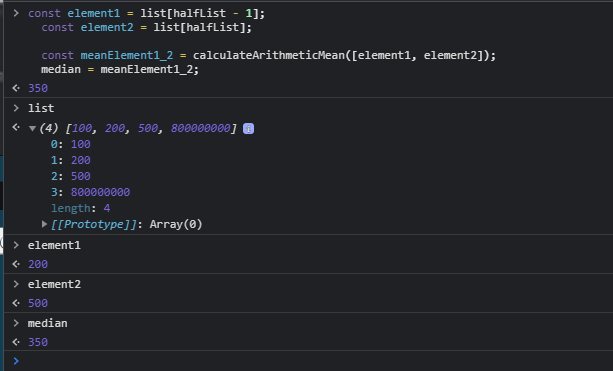 > const element1 = list[halfList - 1];
const element2 = list[halfList];
const meanElement1_2 = calculateArithmeticMean([element1, element2]);
median = meanElement1_2;
350
> list
(4) [100, 200, 500, 800000000] i
0: 100
1: 200
2: 500
3: 800000000
length: 4
[[Prototype]]: Array(0)
> element1
200
> element2
500
> median
350
>